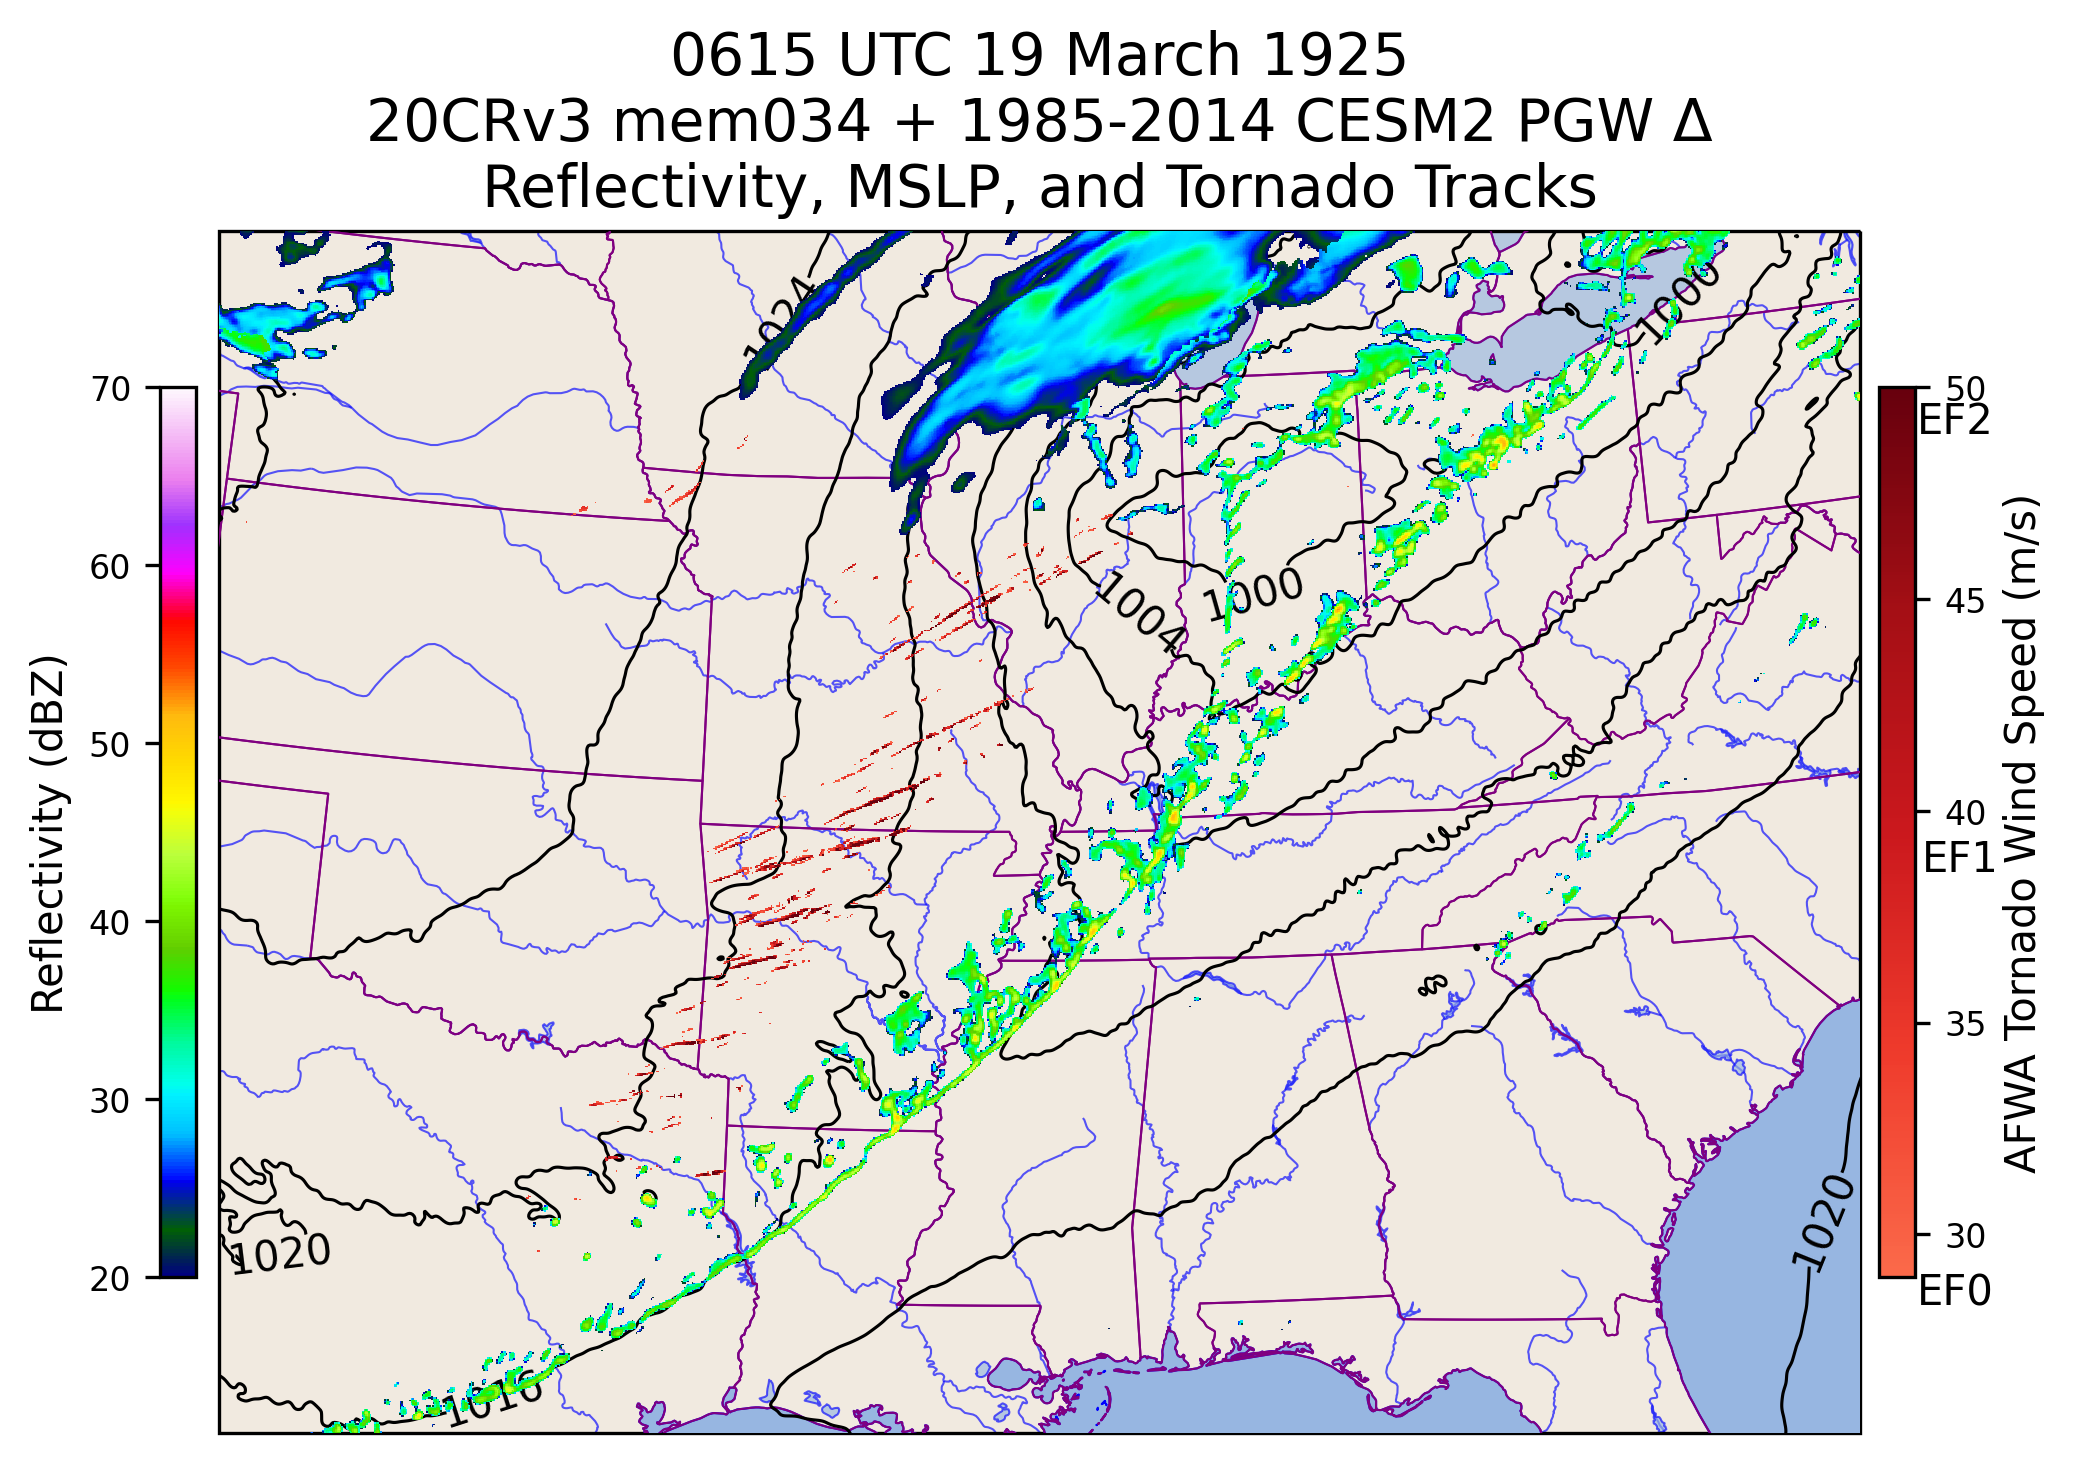 0615 UTC 19 March 1925
20CRv3 mem034 + 1985-2014 CESM2 PGW Δ
Reflectivity, MSLP, and Tornado Tracks
Reflectivity (dBZ)
70
60
50
40
30
20
1024
1000
1000
1004
1020
1016
1020
50
EF2
45
40
EF1
35
30
EF0
AFWA Tornado Wind Speed (m/s)